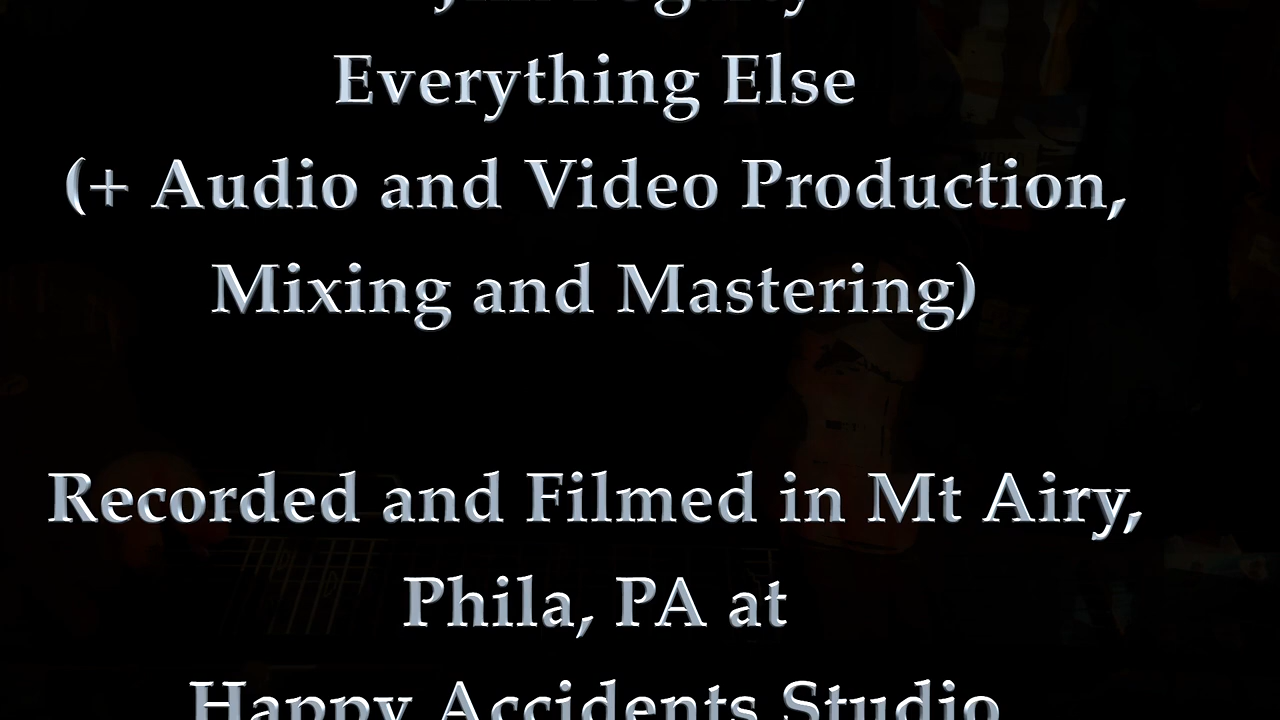 Everything Else
(+ Audio and Video Production,
Mixing and Mastering)
Recorded and Filmed in Mt Airy,
Phila, PA at
Happy Accidents Studio